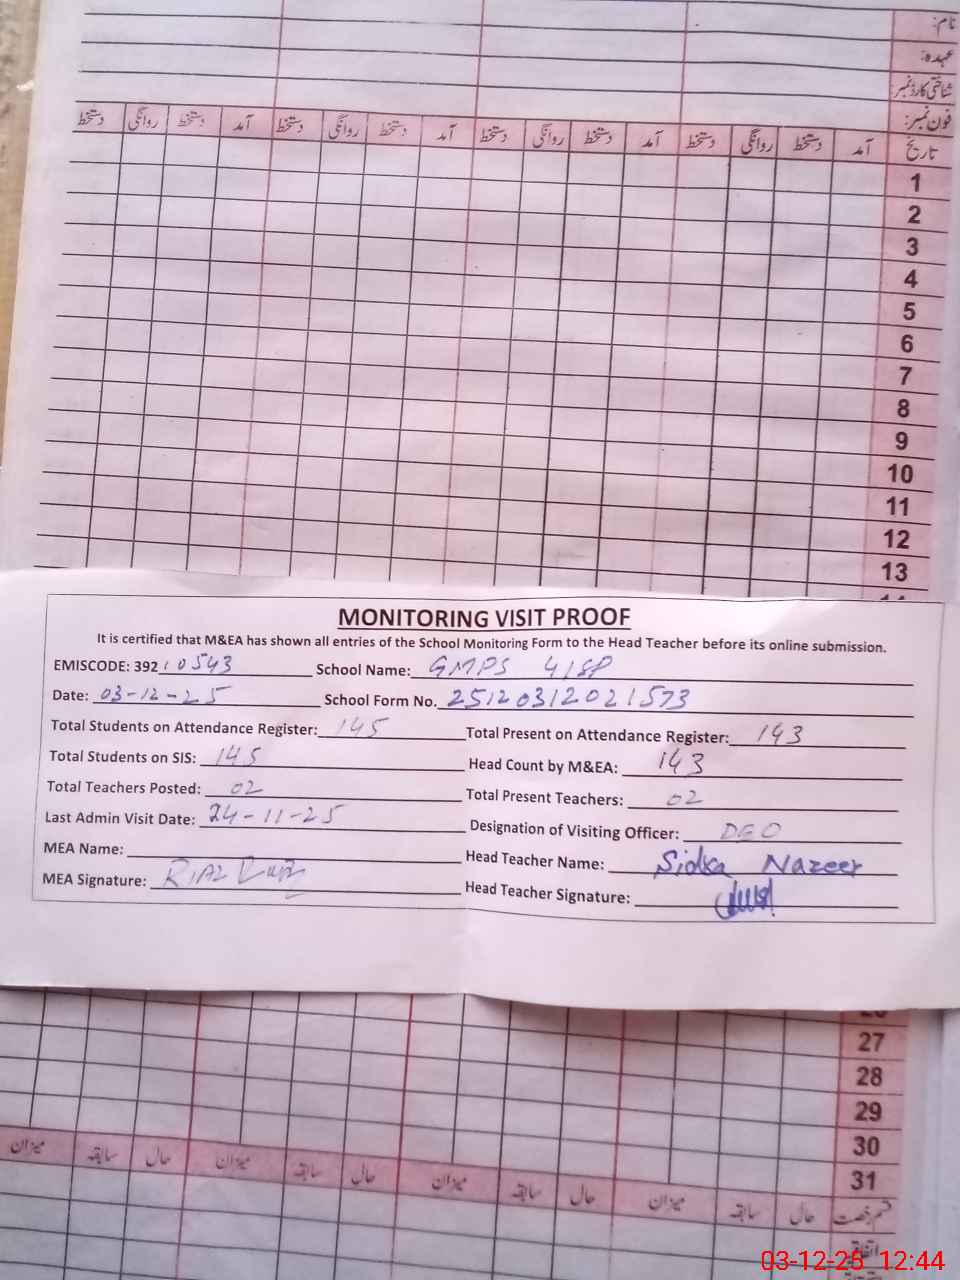 نام:
عہدہ:
شناختی کارڈ نمبر:
فون نمبر:
تاریخ آمد دستخط روانگی دستخط آمد دستخط روانگی دستخط آمد دستخط روانگی دستخط آمد دستخط روانگی دستخط
1
2
3
4
5
6
7
8
9
10
11
12
13
MONITORING VISIT PROOF
It is certified that M&EA has shown all entries of the School Monitoring Form to the Head Teacher before its online submission.
EMISCODE: 39210543 School Name: GMPS 41SP
Date: 03-12-25 School Form No. 25120312021573
Total Students on Attendance Register: 145 Total Present on Attendance Register: 143
Total Students on SIS: 145 Head Count by M&EA: 143
Total Teachers Posted: 02 Total Present Teachers: 02
Last Admin Visit Date: 24-11-25 Designation of Visiting Officer: DEO
MEA Name: Head Teacher Name: Sidra Nazeer
MEA Signature: Head Teacher Signature:
27
28
29
30
31
قسم رخصت حال سابقہ میزان حال سابقہ میزان حال سابقہ میزان حال سابقہ میزان
اتفاقیہ
03-12-25 12:44